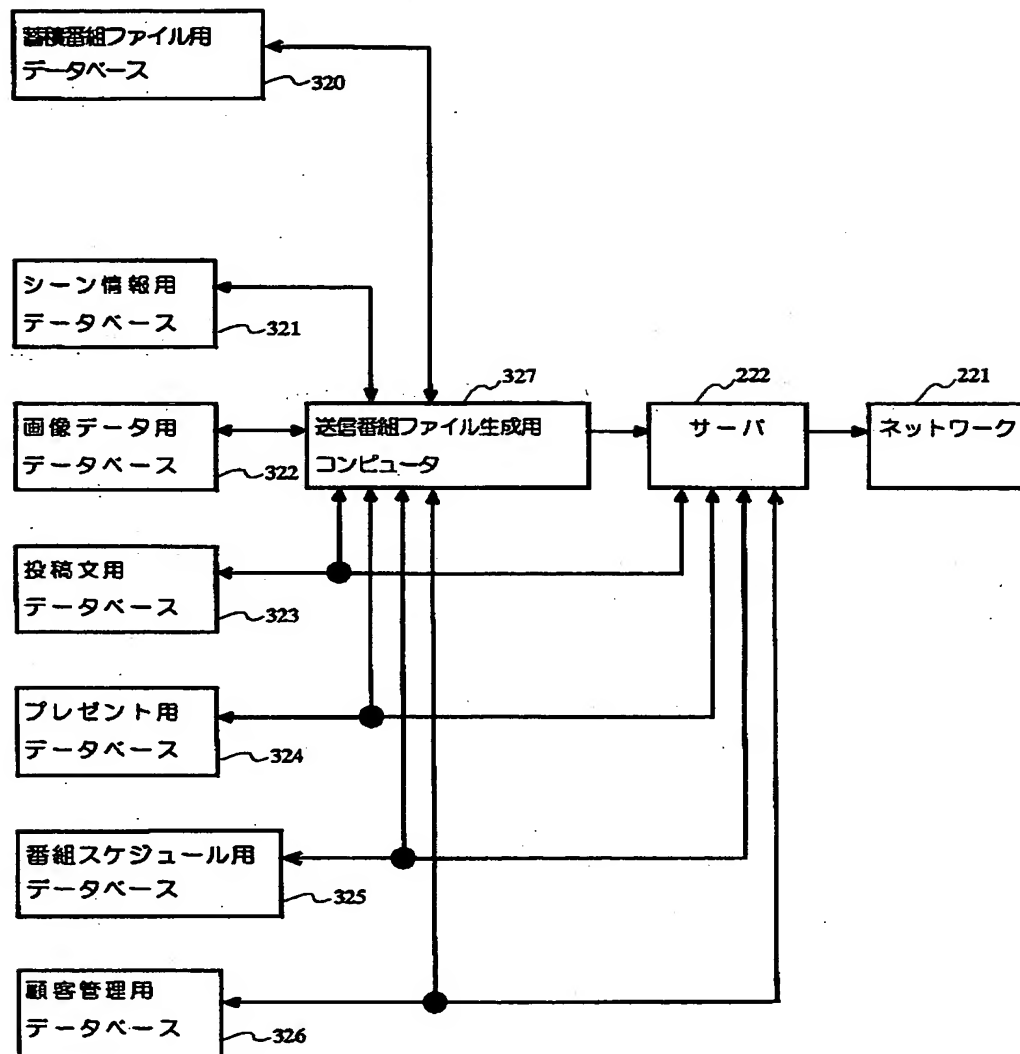 蓄積番組ファイル用
データベース
320
シーン情報用
データベース
321
327
222
221
画像データ用
データベース
322
送信番組ファイル生成用
コンピュータ
サーバ
ネットワーク
投稿文用
データベース
323
プレゼント用
データベース
324
番組スケジュール用
データベース
325
顧客管理用
データベース
326